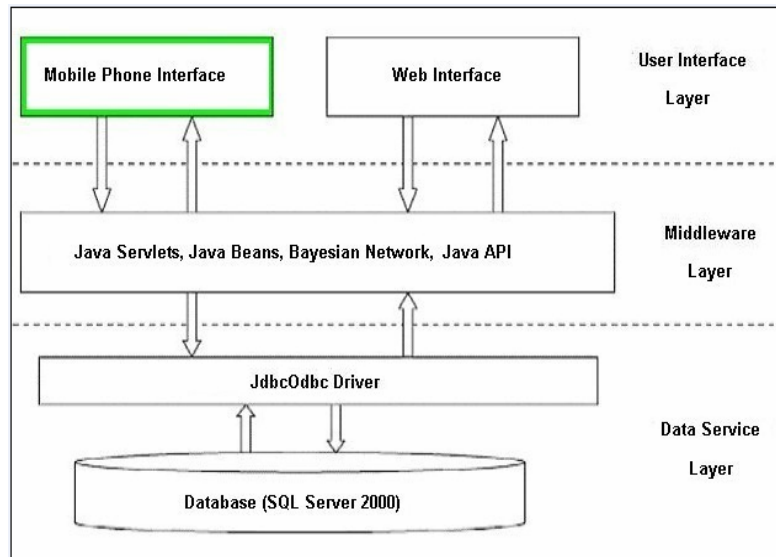 Mobile Phone Interface
Web Interface
User Interface
Layer
Java Servlets, Java Beans, Bayesian Network, Java API
Middleware
Layer
JdbcOdbc Driver
Data Service
Layer
Database (SQL Server 2000)